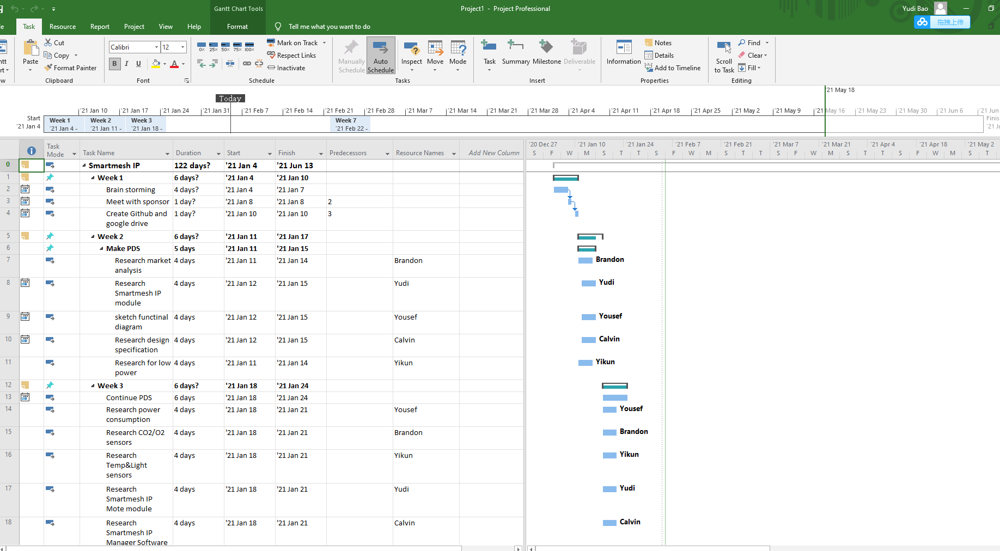 Gantt Chart Tools
Project1 - Project Professional
Yudi Bao
拖拽上传
Task Resource Report Project View Help Format Tell me what you want to do
Paste
Cut
Copy
Format Painter
Clipboard
Calibri 12
B I U A
Font
0% 25% 50% 75% 100%
Mark on Track
Respect Links
Inactivate
Schedule
Manually Schedule
Auto Schedule
Inspect
Move
Mode
Tasks
Task
Summary
Milestone
Deliverable
Insert
Information
Notes
Details
Add to Timeline
Properties
Scroll to Task
Find
Clear
Fill
Editing
'21 May 18
Today
'21 Jan 10 '21 Jan 17 '21 Jan 24 '21 Jan 31 '21 Feb 7 '21 Feb 14 '21 Feb 21 '21 Feb 28 '21 Mar 7 '21 Mar 14 '21 Mar 21 '21 Mar 28 '21 Apr 4 '21 Apr 11 '21 Apr 18 '21 Apr 25 '21 May 2 '21 May 9 '21 May 16 '21 May 23 '21 May 30 '21 Jun 6 '21 Jun
Start
'21 Jan 4
Week 1 Week 2 Week 3 Week 7
'21 Jan 4 - '21 Jan 11 - '21 Jan 18 - '21 Feb 22 -
Finis
Task Mode Task Name Duration Start Finish Predecessors Resource Names Add New Column
'20 Dec 27 '21 Jan 10 '21 Jan 24 '21 Feb 7 '21 Feb 21 '21 Mar 7 '21 Mar 21 '21 Apr 4 '21 Apr 18 '21 May 2
S F W M S T T S F W M S T T S F W M S T T S F W M S T
0 Smartmesh IP 122 days? '21 Jan 4 '21 Jun 13
1 Week 1 6 days? '21 Jan 4 '21 Jan 10
2 Brain storming 4 days? '21 Jan 4 '21 Jan 7
3 Meet with sponsor 1 day? '21 Jan 8 '21 Jan 8 2
4 Create Github and 1 day? '21 Jan 10 '21 Jan 10 3
google drive
5 Week 2 6 days? '21 Jan 11 '21 Jan 17
6 Make PDS 5 days '21 Jan 11 '21 Jan 15
7 Research market 4 days '21 Jan 11 '21 Jan 14 Brandon Brandon
analysis
8 Research 4 days '21 Jan 12 '21 Jan 15 Yudi Yudi
Smartmesh IP
module
9 sketch functinal 4 days '21 Jan 12 '21 Jan 15 Yousef Yousef
diagram
10 Research design 4 days '21 Jan 12 '21 Jan 15 Calvin Calvin
specification
11 Research for low 4 days '21 Jan 11 '21 Jan 14 Yikun Yikun
power
12 Week 3 6 days? '21 Jan 18 '21 Jan 24
13 Continue PDS 6 days '21 Jan 18 '21 Jan 24
14 Research power 4 days '21 Jan 18 '21 Jan 21 Yousef Yousef
consumption
15 Research CO2/O2 4 days '21 Jan 18 '21 Jan 21 Brandon Brandon
sensors
16 Research 4 days '21 Jan 18 '21 Jan 21 Yikun Yikun
Temp&Light
sensors
17 Research 4 days '21 Jan 18 '21 Jan 21 Yudi Yudi
Smartmesh IP
Mote module
18 Research 4 days '21 Jan 18 '21 Jan 21 Calvin Calvin
Smartmesh IP
Manager Software